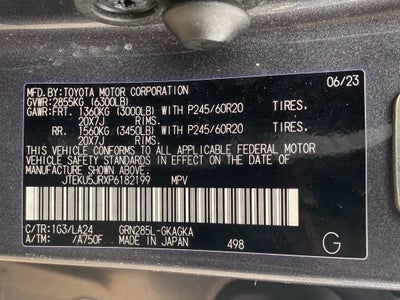 MFD.BY:TOYOTA MOTOR CORPORATION 06/23
GVWR:2855KG (6300LB)
GAWR:FRT. 1360KG (3000LB) WITH P245/60R20 TIRES.
20X7J RIMS.
RR. 1560KG (3450LB) WITH P245/60R20 TIRES.
20X7J RIMS.
THIS VEHICLE CONFORMS TO ALL APPLICABLE FEDERAL MOTOR
VEHICLE SAFETY STANDARDS IN EFFECT ON THE DATE OF
MANUFACTURE SHOWN ABOVE.
JTEKU5JRXP6182199 MPV
C/TR:1G3/LA24 GRN285L-GKAGKA
A/TM: /A750F MADE IN JAPAN 498 G